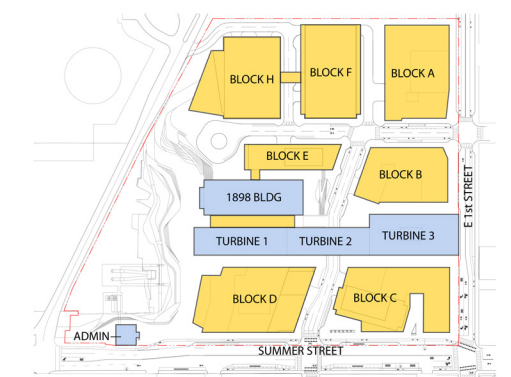 BLOCK H
BLOCK F
BLOCK A
BLOCK E
BLOCK B
1898 BLDG
E 1st STREET
TURBINE 1
TURBINE 2
TURBINE 3
BLOCK D
BLOCK C
ADMIN
SUMMER STREET